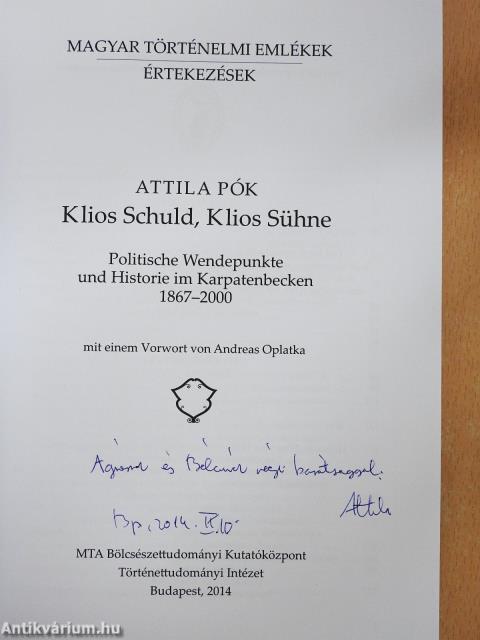 MAGYAR TÖRTÉNELMI EMLÉKEK
ÉRTEKEZÉSEK
ATTILA PÓK
Klios Schuld, Klios Sühne
Politische Wendepunkte
und Historie im Karpatenbecken
1867–2000
mit einem Vorwort von Andreas Oplatka
Ágnesnek és Bélának régi barátsággal:
Attila
Bp, 2014. IX. 10.
MTA Bölcsészettudományi Kutatóközpont
Történettudományi Intézet
Budapest, 2014
Antikvárium.hu